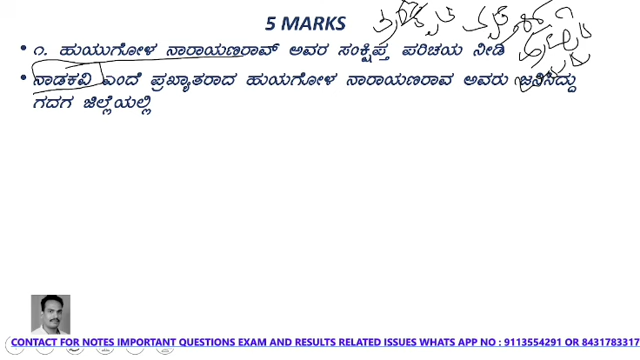 5 MARKS
• ೧. ಹುಯಿಗೋಳ ನಾರಾಯಣರಾವ್ ಅವರ ಸಂಕ್ಷಿಪ್ತ ಪರಿಚಯ ನೀಡಿ
• ನಾಡಕವಿ ಎಂದೆ ಪ್ರಖ್ಯಾತರಾದ ಹುಯಗೋಳ ನಾರಾಯಣರಾವ ಅವರು ಜನಿಸಿದ್ದು
ಗದಗ ಜಿಲ್ಲೆಯಲ್ಲಿ
CONTACT FOR NOTES IMPORTANT QUESTIONS EXAM AND RESULTS RELATED ISSUES WHATS APP NO : 9113554291 OR 8431783317